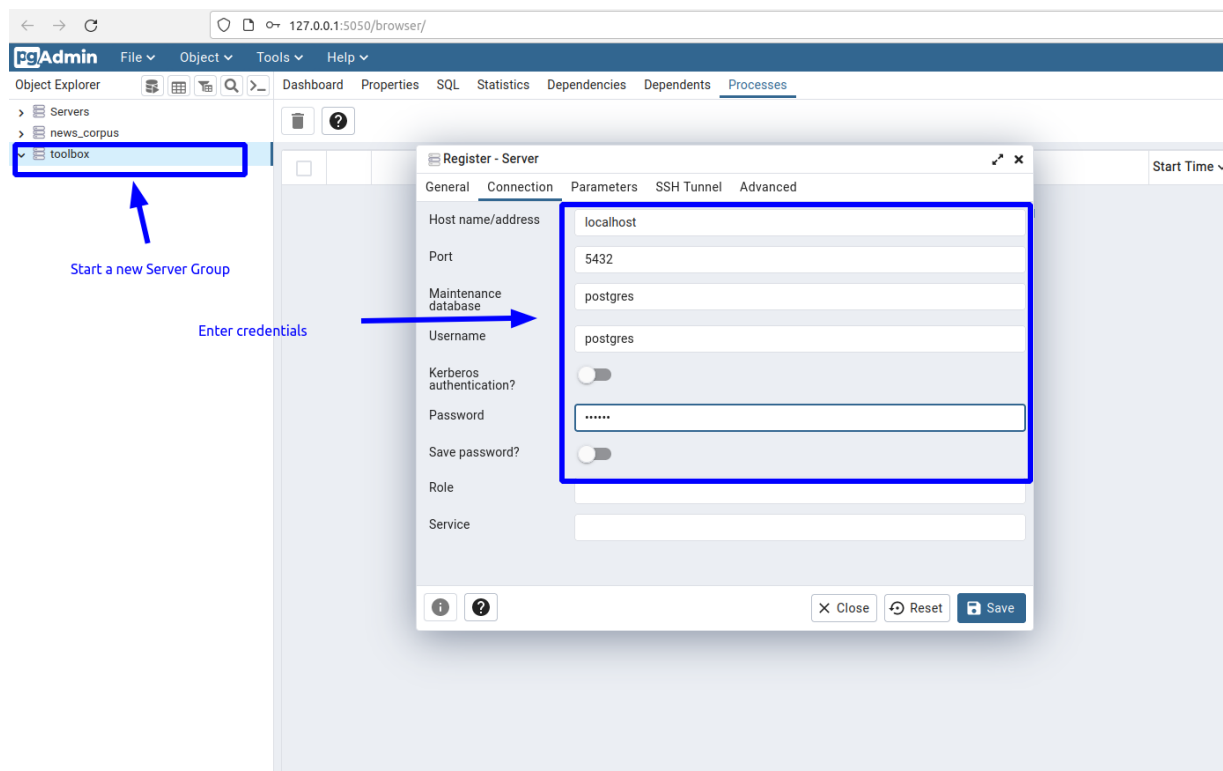 127.0.0.1:5050/browser/
pgAdmin File Object Tools Help
Object Explorer Dashboard Properties SQL Statistics Dependencies Dependents Processes
Servers
news_corpus
toolbox
Start Time
Register - Server
General Connection Parameters SSH Tunnel Advanced
Host name/address localhost
Port 5432
Maintenance
database
postgres
Username postgres
Kerberos
authentication?
Password ••••••
Save password?
Role
Service
Close Reset Save
Start a new Server Group
Enter credentials